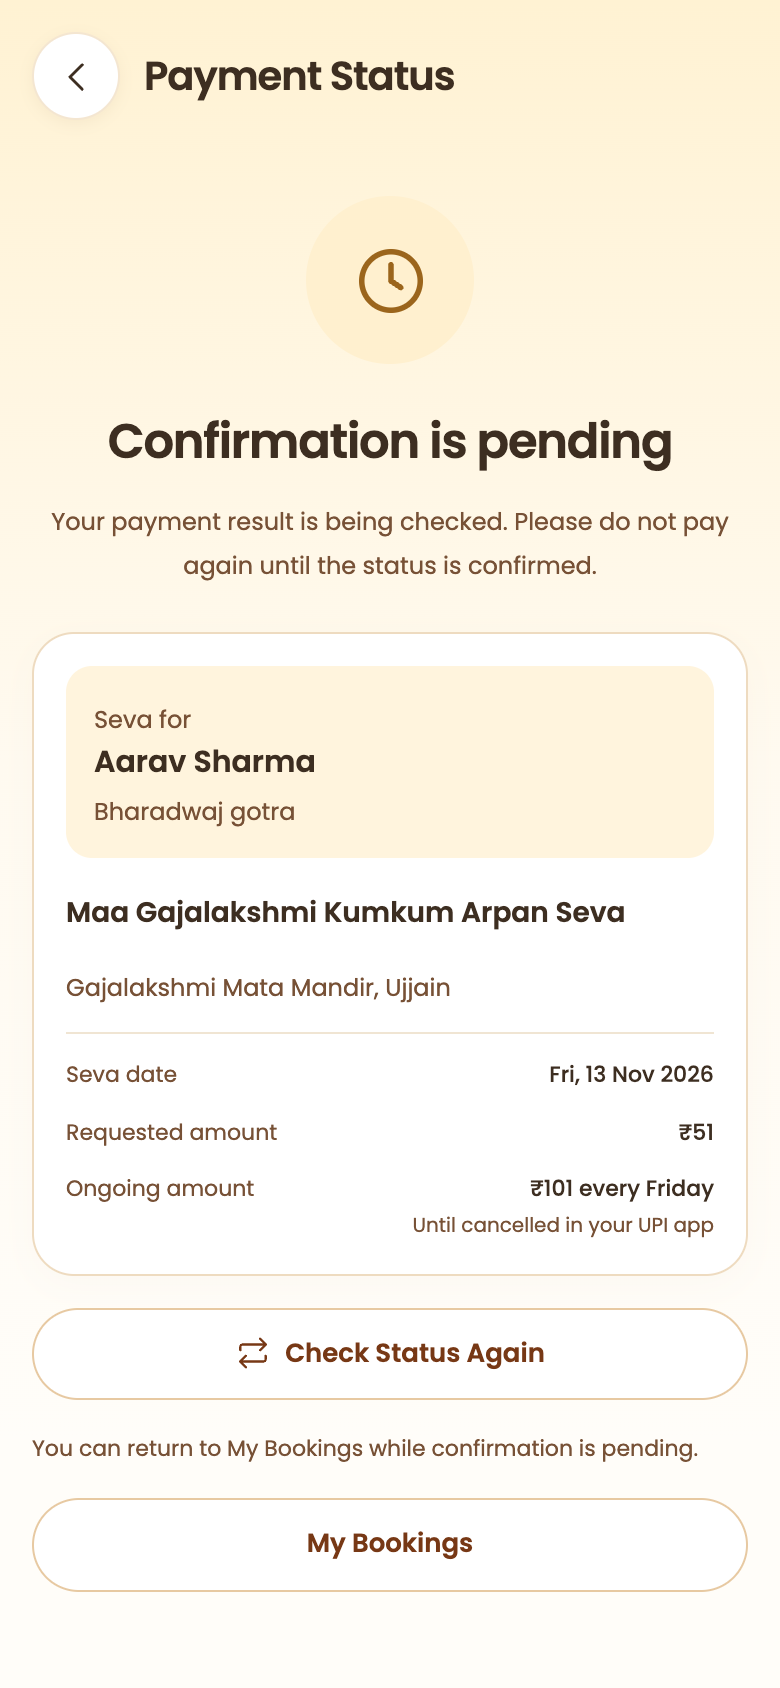 Payment Status
Confirmation is pending
Your payment result is being checked. Please do not pay
again until the status is confirmed.
Seva for
Aarav Sharma
Bharadwaj gotra
Maa Gajalakshmi Kumkum Arpan Seva
Gajalakshmi Mata Mandir, Ujjain
Seva date Fri, 13 Nov 2026
Requested amount ₹51
Ongoing amount ₹101 every Friday
Until cancelled in your UPI app
Check Status Again
You can return to My Bookings while confirmation is pending.
My Bookings